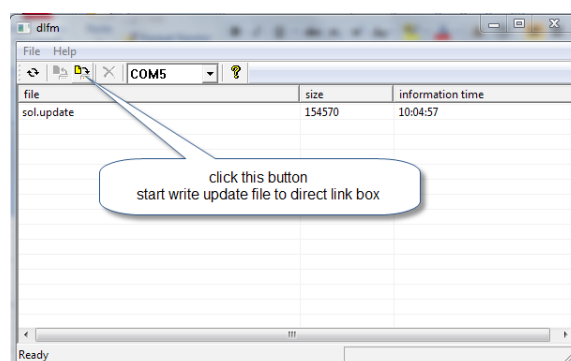 dlfm
File Help
COM5
file size information time
sol.update 154570 10:04:57
click this button
start write update file to direct link box
Ready